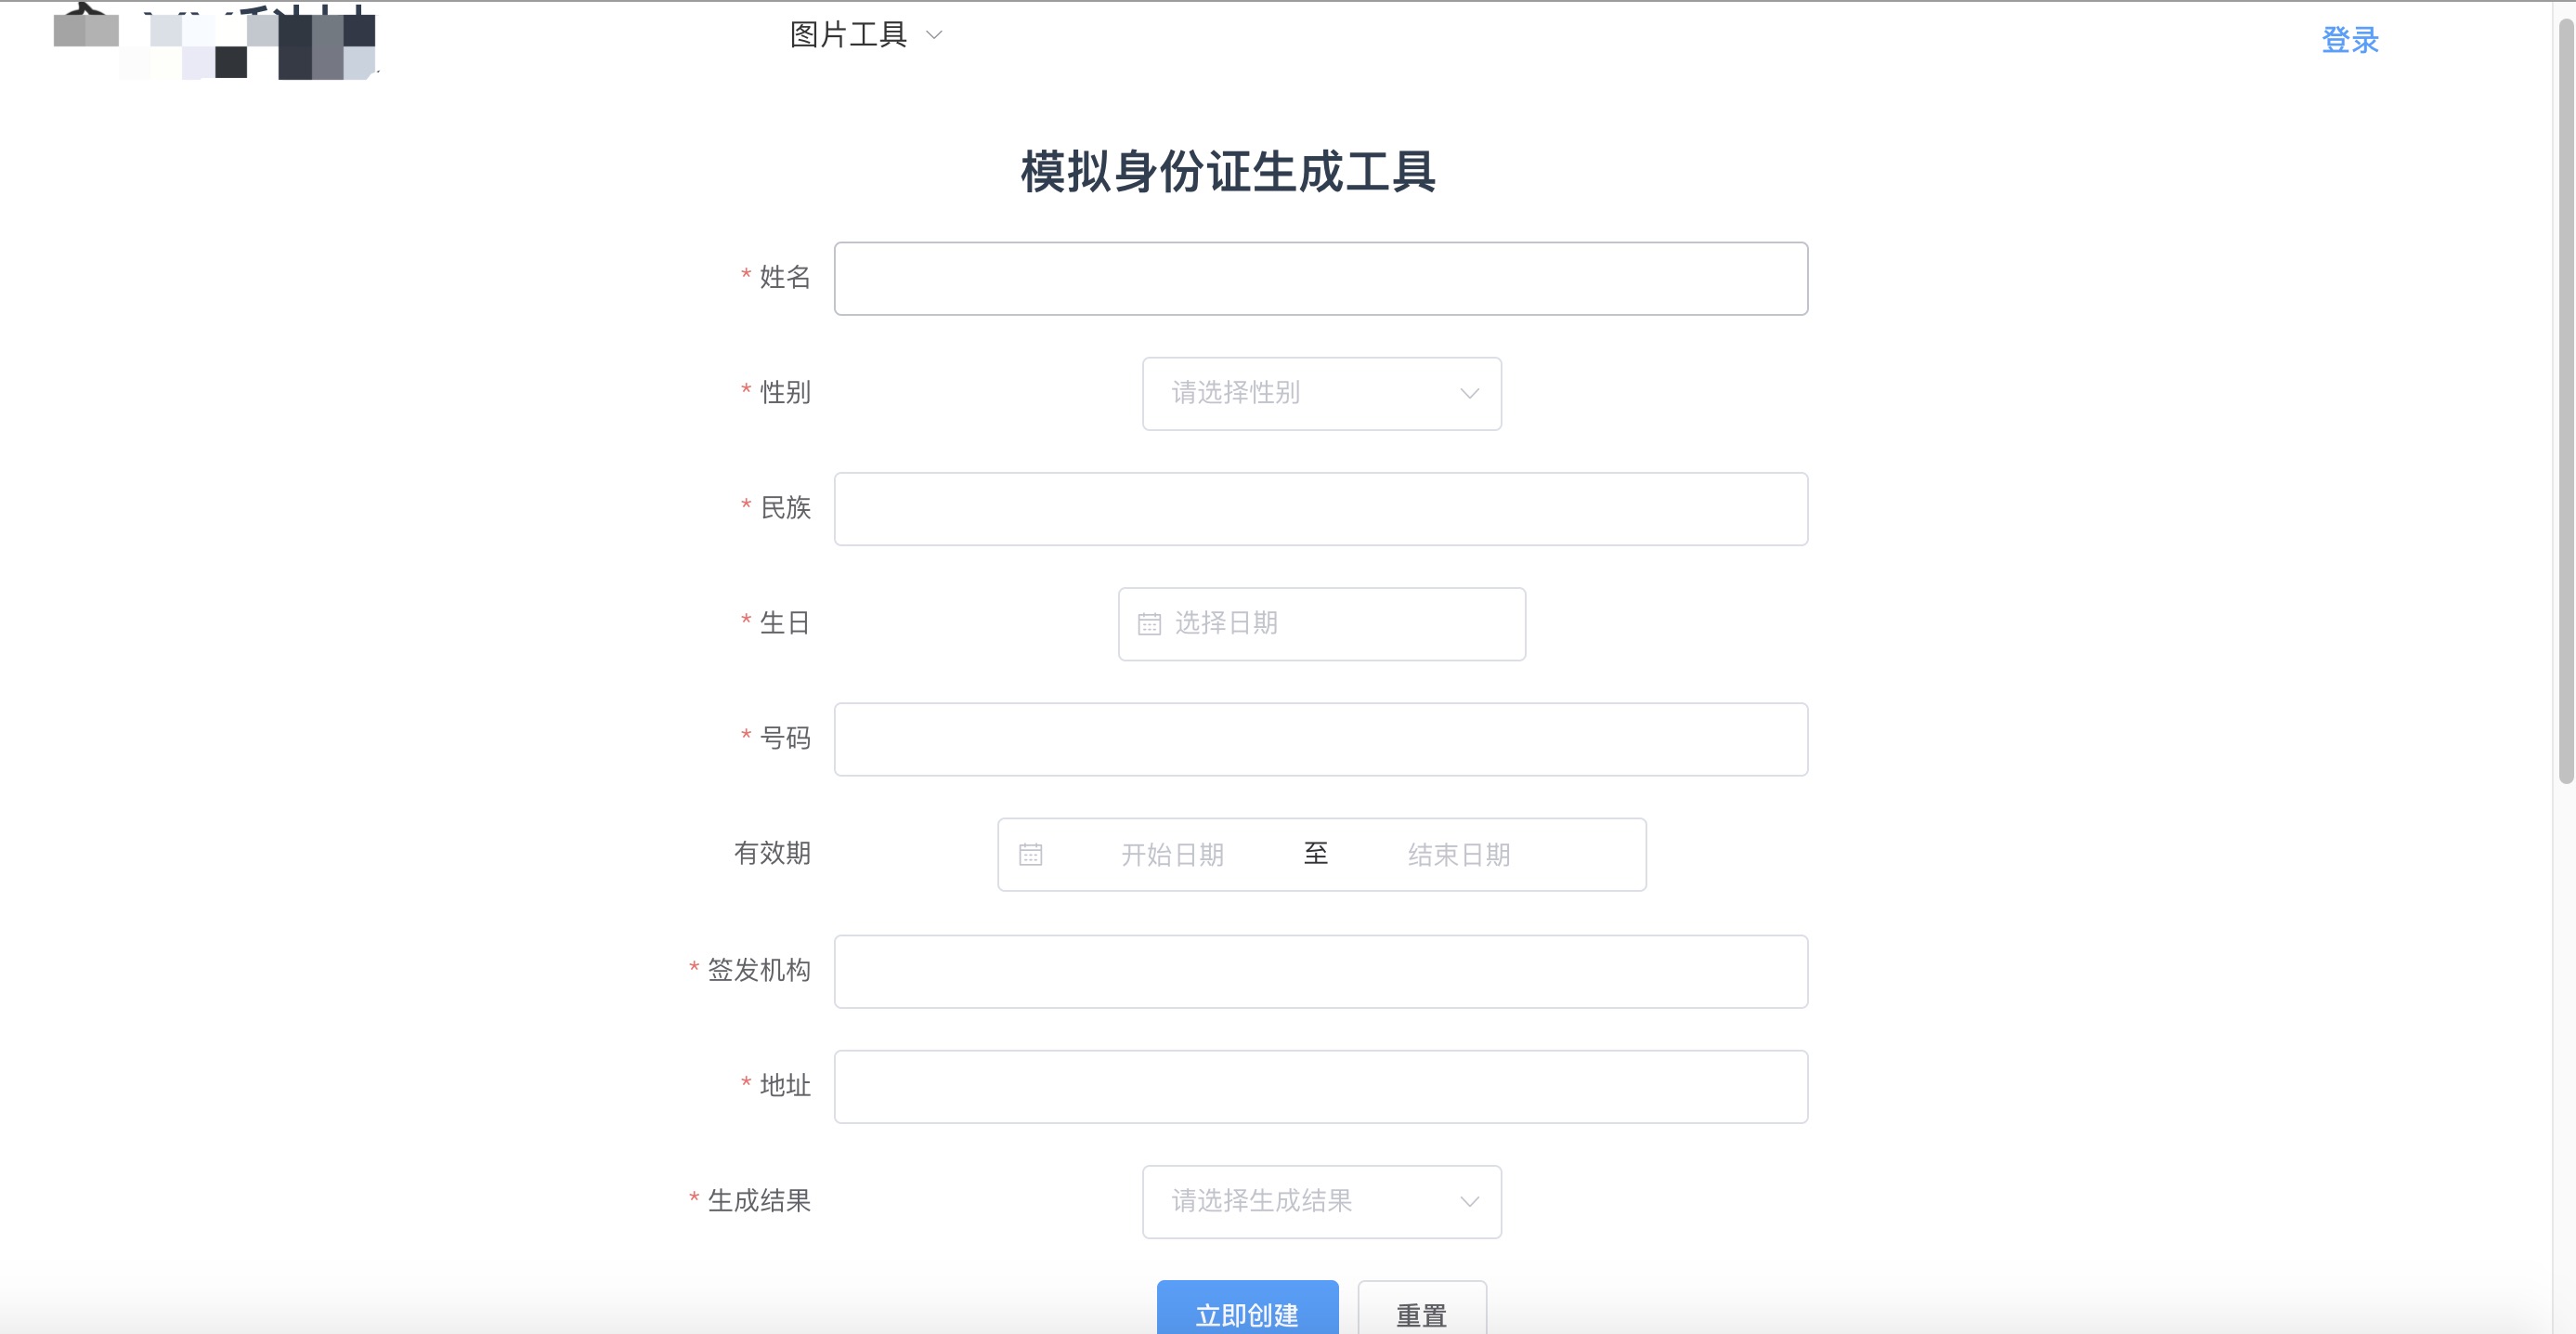 图片工具
登录
模拟身份证生成工具
* 姓名
* 性别 请选择性别
* 民族
* 生日 选择日期
* 号码
有效期 开始日期 至 结束日期
* 签发机构
* 地址
* 生成结果 请选择生成结果
立即创建 重置